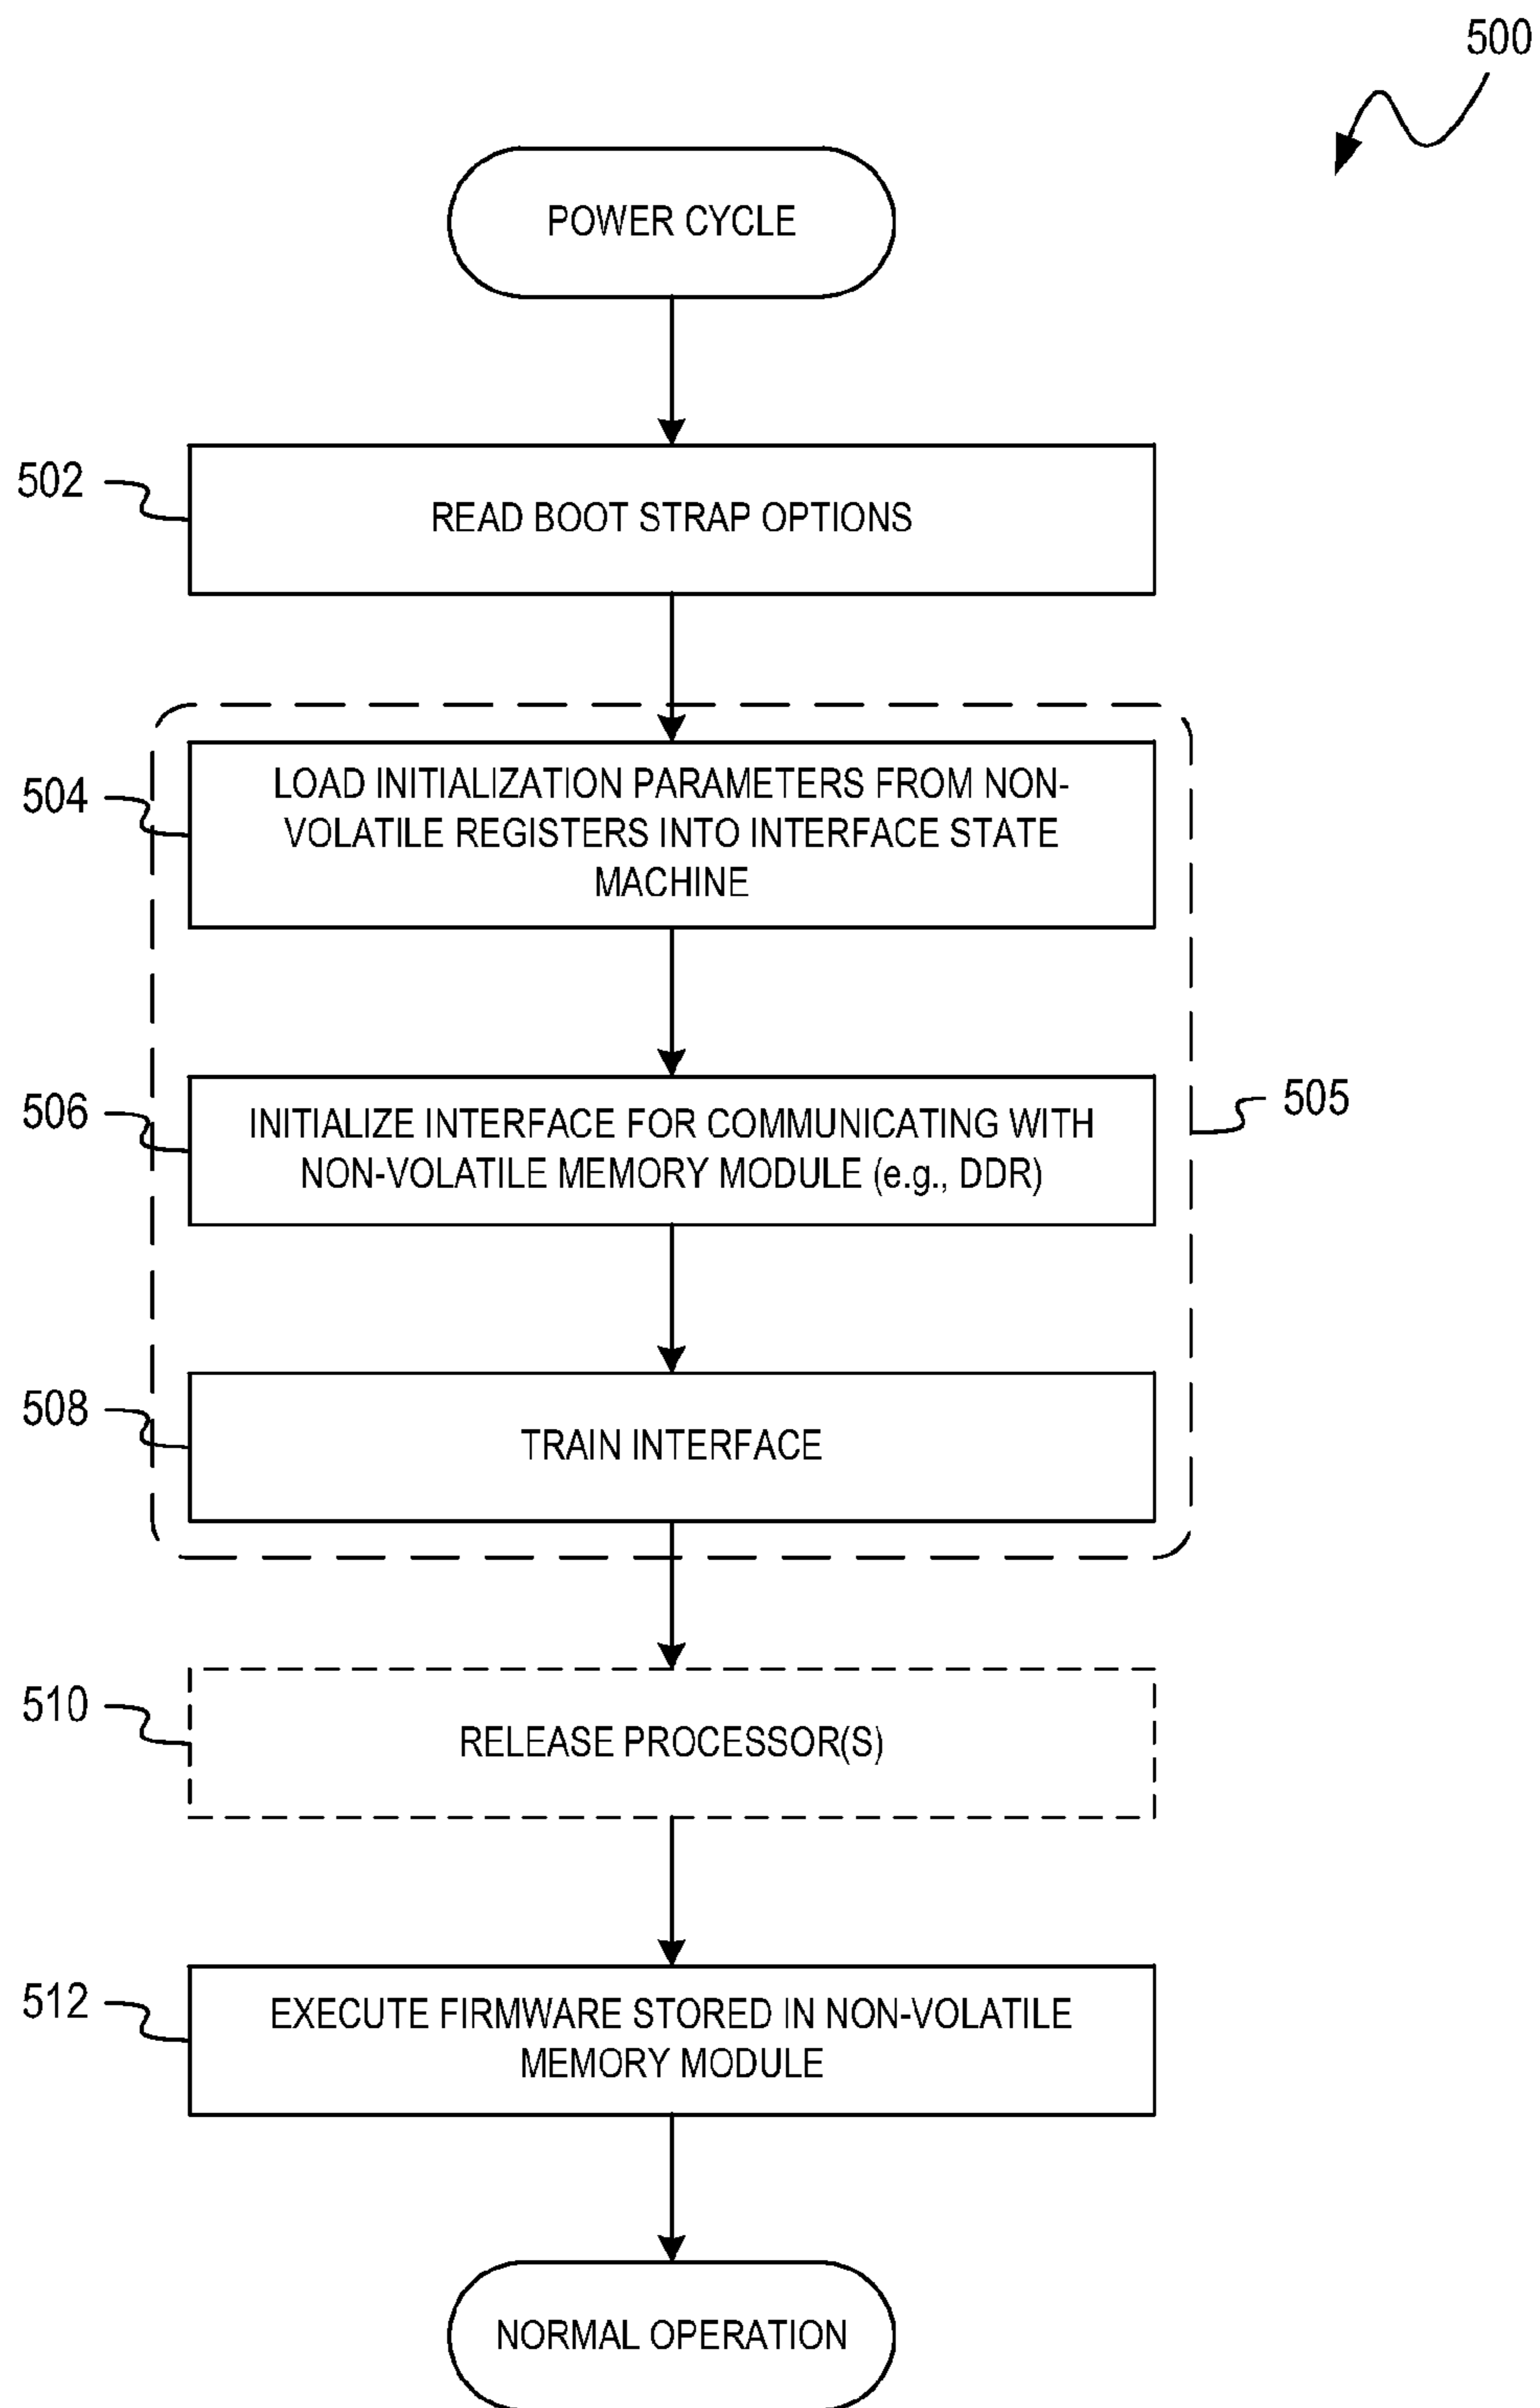 500
POWER CYCLE
502
READ BOOT STRAP OPTIONS
504
LOAD INITIALIZATION PARAMETERS FROM NON-
VOLATILE REGISTERS INTO INTERFACE STATE
MACHINE
506
INITIALIZE INTERFACE FOR COMMUNICATING WITH
NON-VOLATILE MEMORY MODULE (e.g., DDR)
505
508
TRAIN INTERFACE
510
RELEASE PROCESSOR(S)
512
EXECUTE FIRMWARE STORED IN NON-VOLATILE
MEMORY MODULE
NORMAL OPERATION